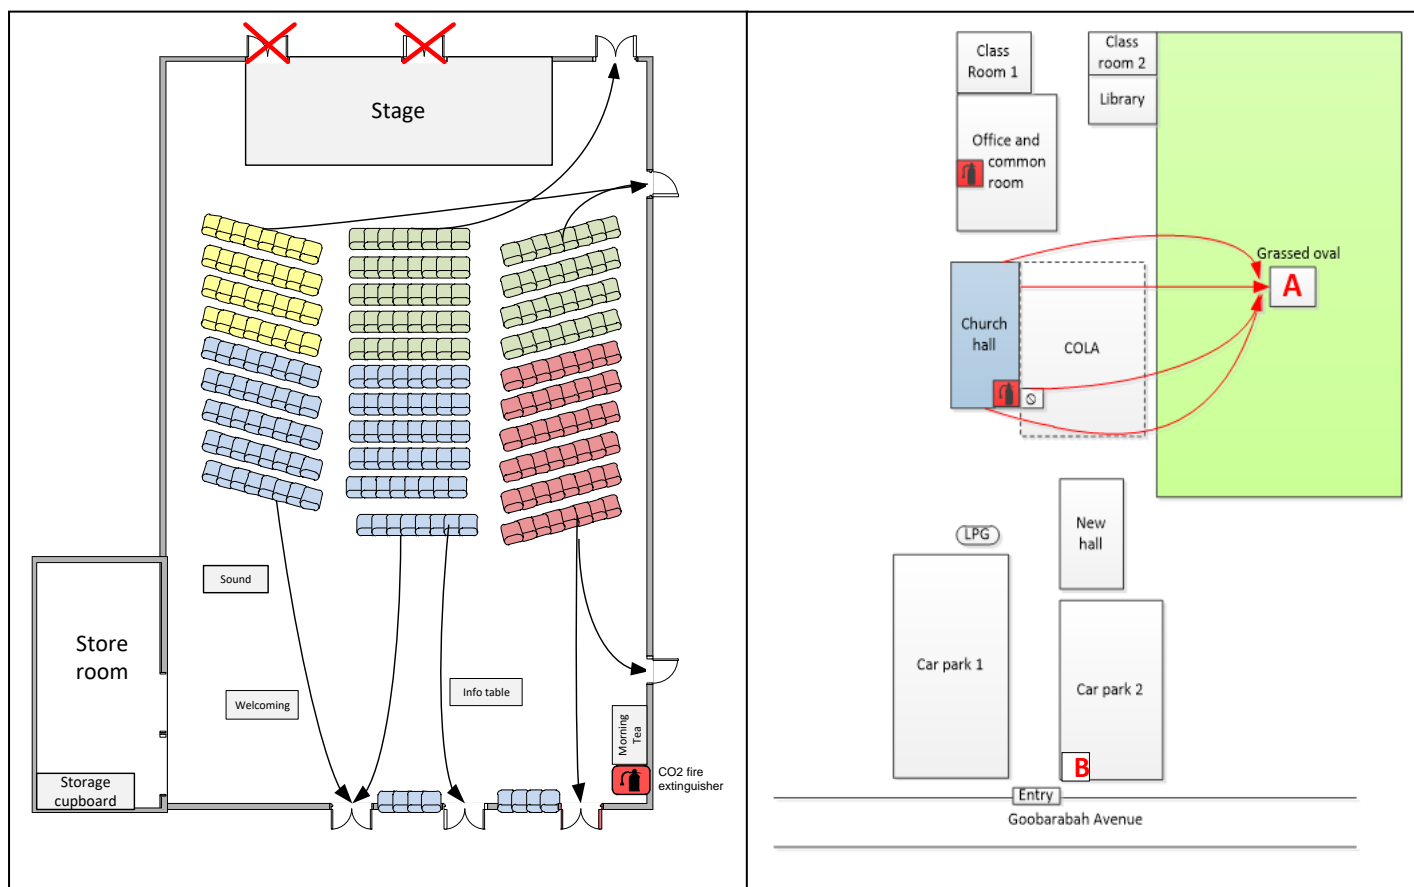 Stage
Sound
Store
room
Welcoming
Info table
Morning
Tea
CO2 fire
extinguisher
Storage
cupboard
Class
Room 1
Class
room 2
Library
Office and
common
room
Grassed oval
A
Church
hall
COLA
New
hall
LPG
Car park 1
Car park 2
B
Entry
Goobarabah Avenue